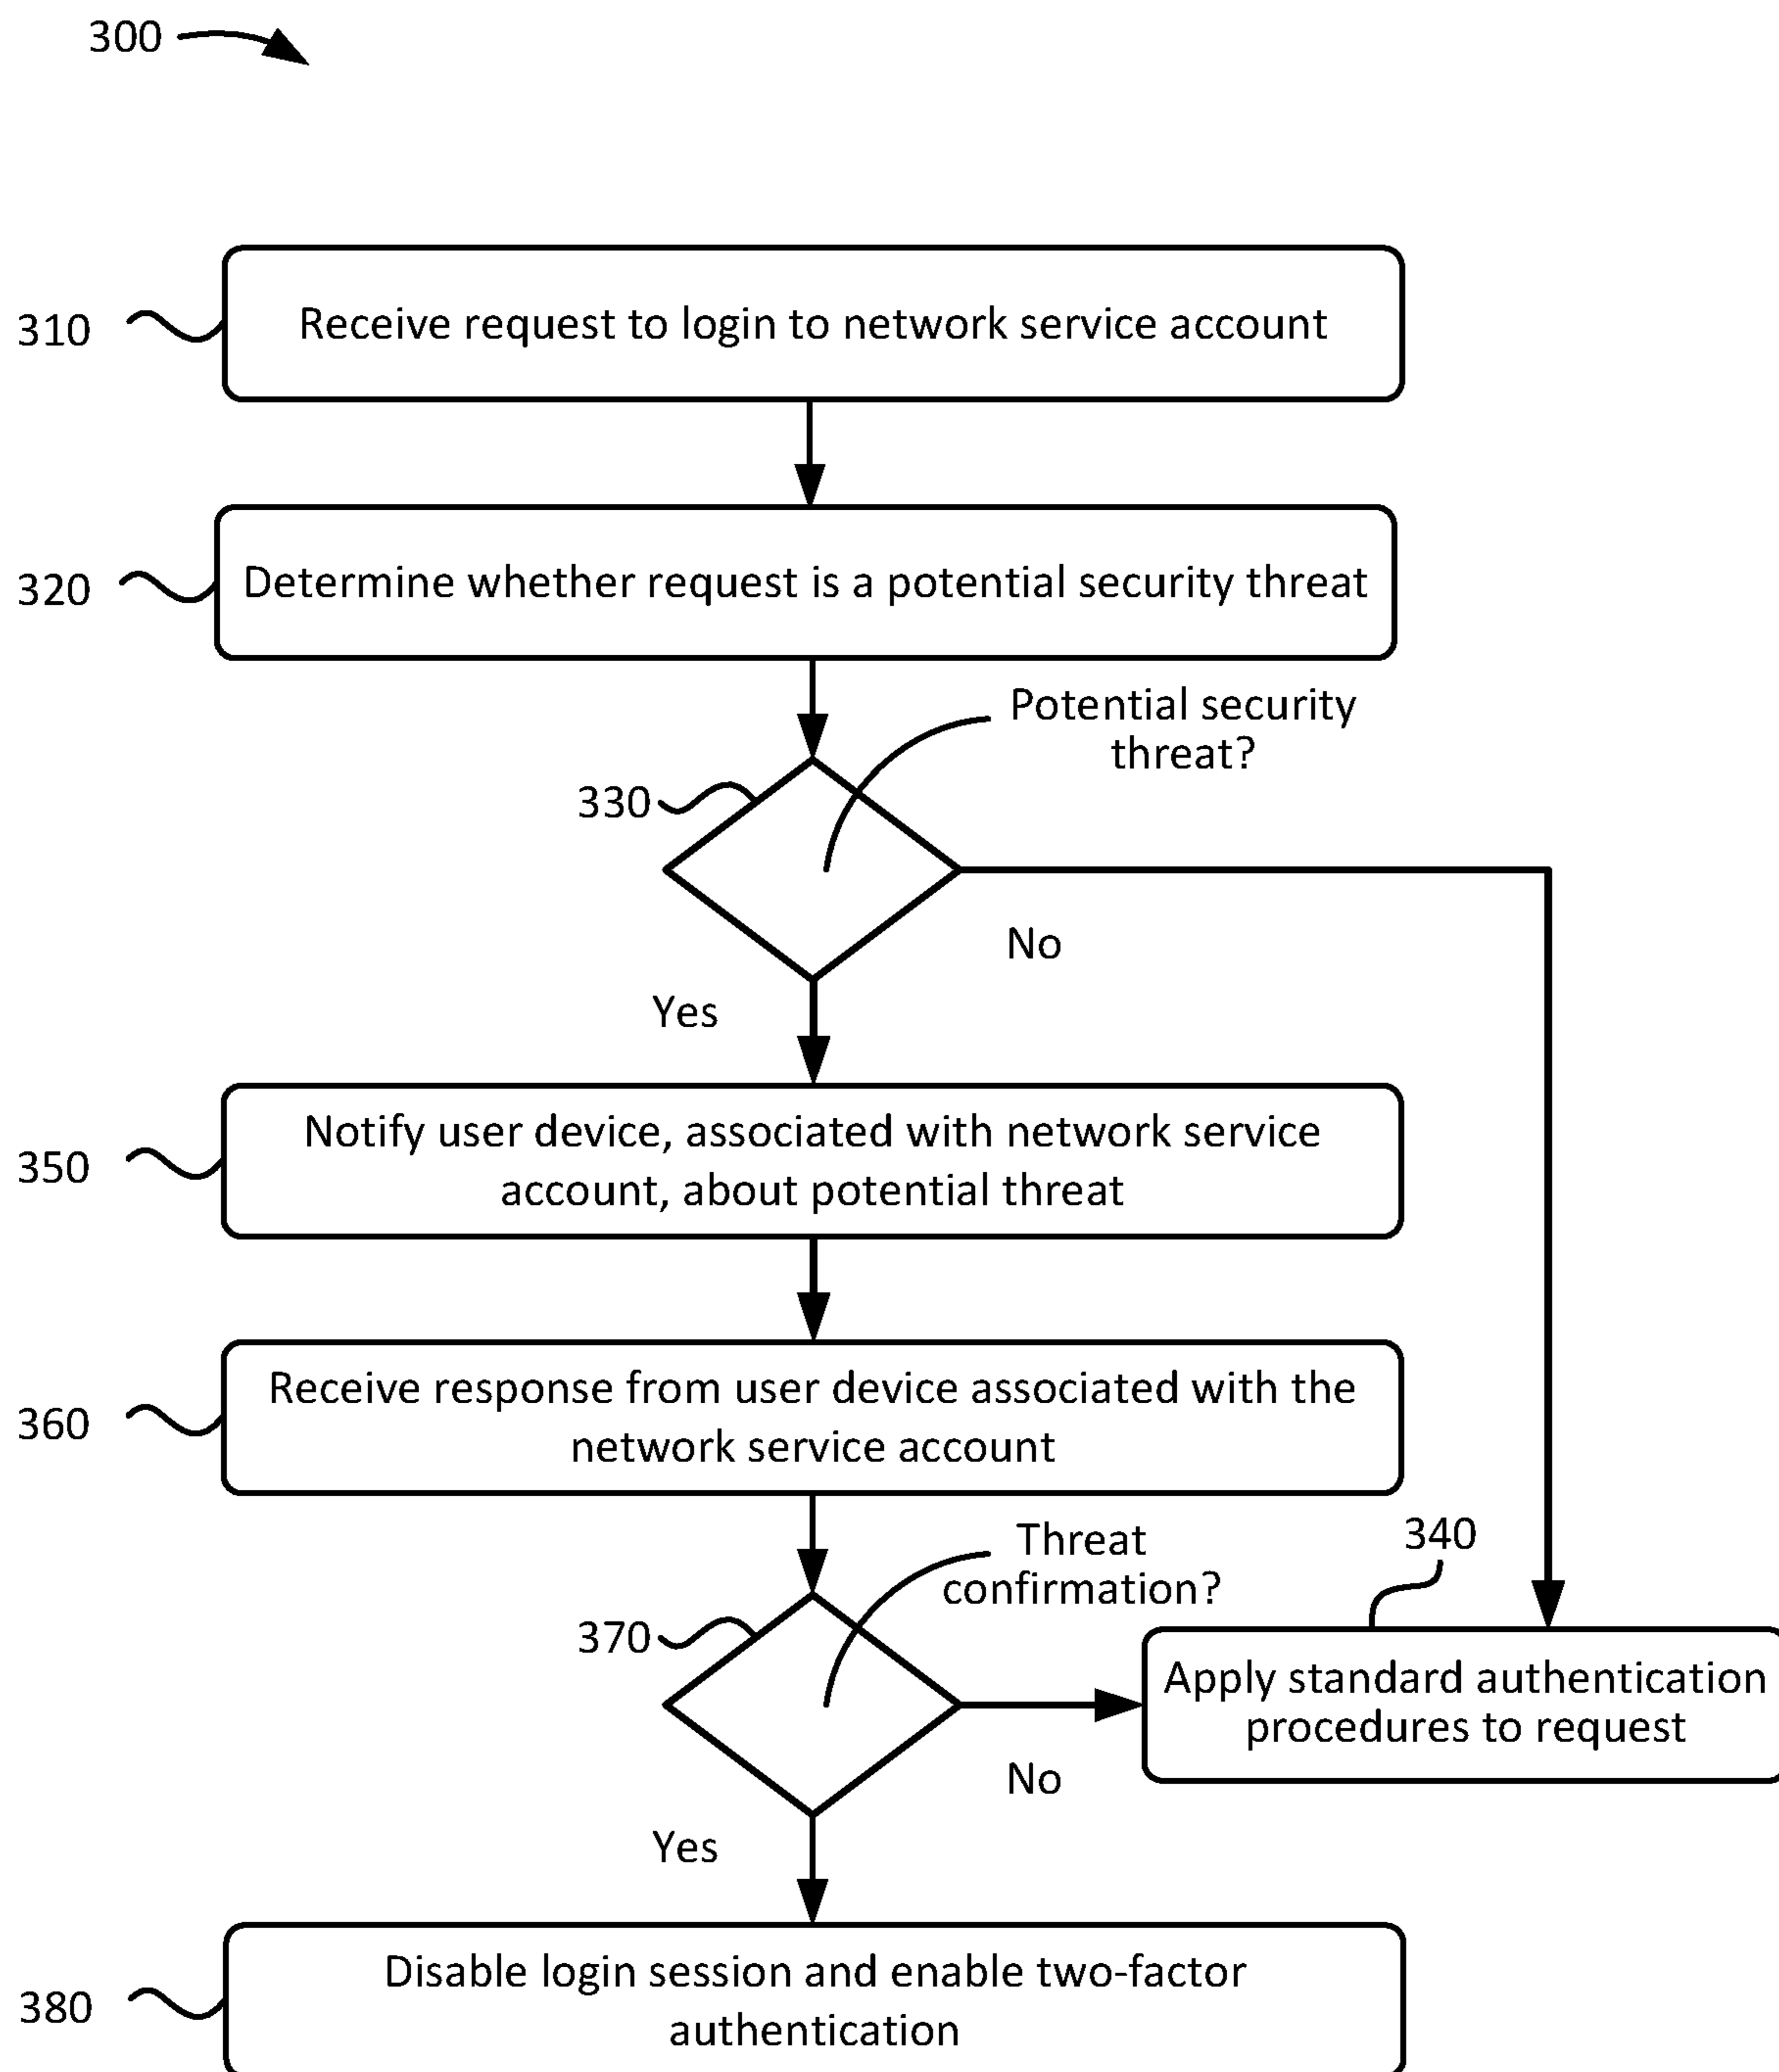 300
310
Receive request to login to network service account
320
Determine whether request is a potential security threat
Potential security
threat?
330
No
Yes
350
Notify user device, associated with network service
account, about potential threat
360
Receive response from user device associated with the
network service account
Threat
confirmation?
340
370
Apply standard authentication
procedures to request
No
Yes
380
Disable login session and enable two-factor
authentication